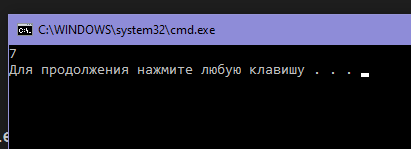 C:\WINDOWS\system32\cmd.exe
7
Для продолжения нажмите любую клавишу . . .